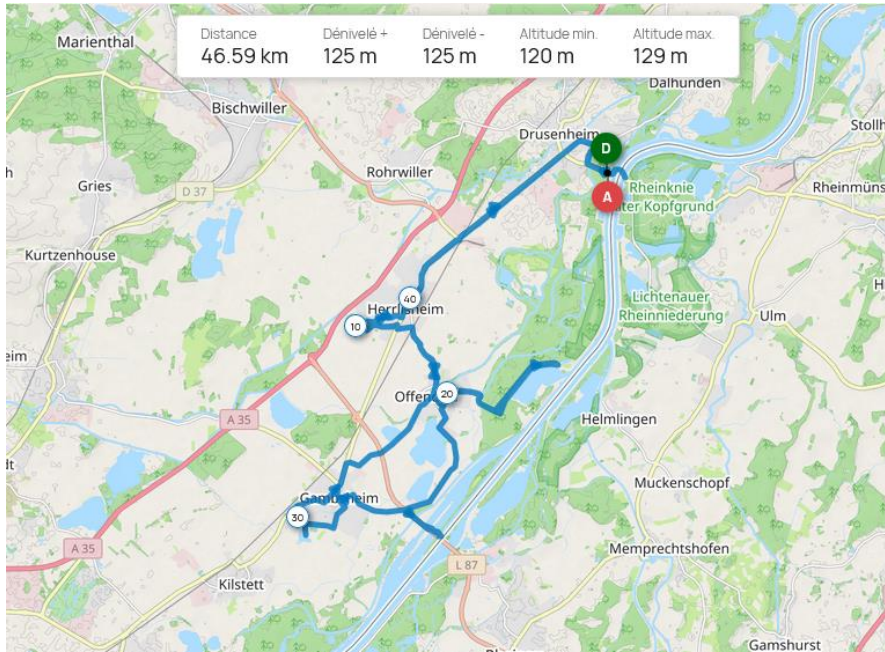 Distance
46.59 km
Dénivelé +
125 m
Dénivelé -
125 m
Altitude min.
120 m
Altitude max.
129 m
Marienthal
Dalhunden
Bischwiller
Drusenheim
D
Stollh
Rohrwiller
D 37
Gries
A
Rheinknie
Rheinmüns
Kopfgrund
Kurtzenhouse
Lichtenauer
Rheinniederung
40
Herrlisheim
10
Ulm
20
A 35
Helmlingen
Muckenschopf
30
A 35
Memprechtshofen
L 87
Kilstett
Gamshurst